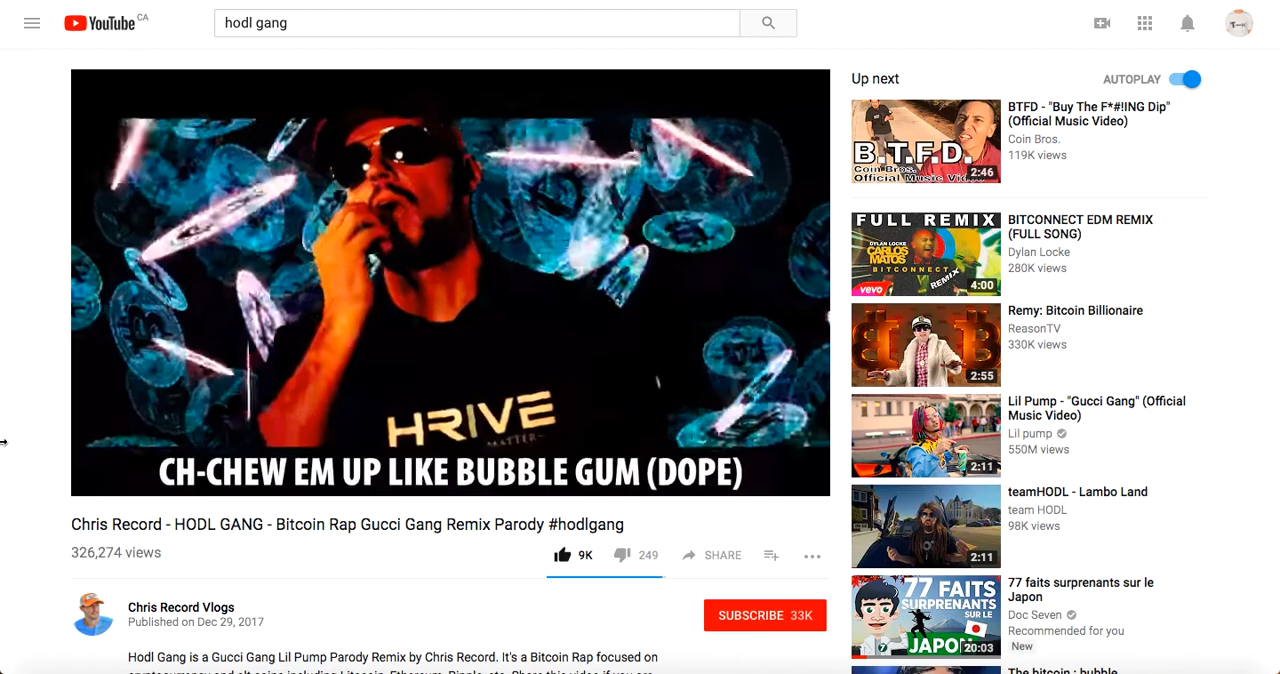 YouTube CA
hodl gang
HRIVE
MATTER
CH-CHEW EM UP LIKE BUBBLE GUM (DOPE)
Chris Record - HODL GANG - Bitcoin Rap Gucci Gang Remix Parody #hodlgang
326,274 views
9K
249
SHARE
Chris Record Vlogs
Published on Dec 29, 2017
SUBSCRIBE 33K
Hodl Gang is a Gucci Gang Lil Pump Parody Remix by Chris Record. It's a Bitcoin Rap focused on
Up next
AUTOPLAY
B.T.F.D.
Coin Bros.
Official Music
2:46
BTFD - "Buy The F*#!ING Dip"
(Official Music Video)
Coin Bros.
119K views
FULL REMIX
DYLAN LOCKE
CARLOS
MATOS
BITCONNECT
REMIX
vevo
4:00
BITCONNECT EDM REMIX
(FULL SONG)
Dylan Locke
280K views
2:55
Remy: Bitcoin Billionaire
ReasonTV
330K views
2:11
Lil Pump - "Gucci Gang" (Official
Music Video)
Lil pump
550M views
2:11
teamHODL - Lambo Land
team HODL
98K views
77 FAITS
SURPRENANTS
SUR LE
JAPON
20:03
77 faits surprenants sur le
Japon
Doc Seven
Recommended for you
New
The bitcoin : bubble